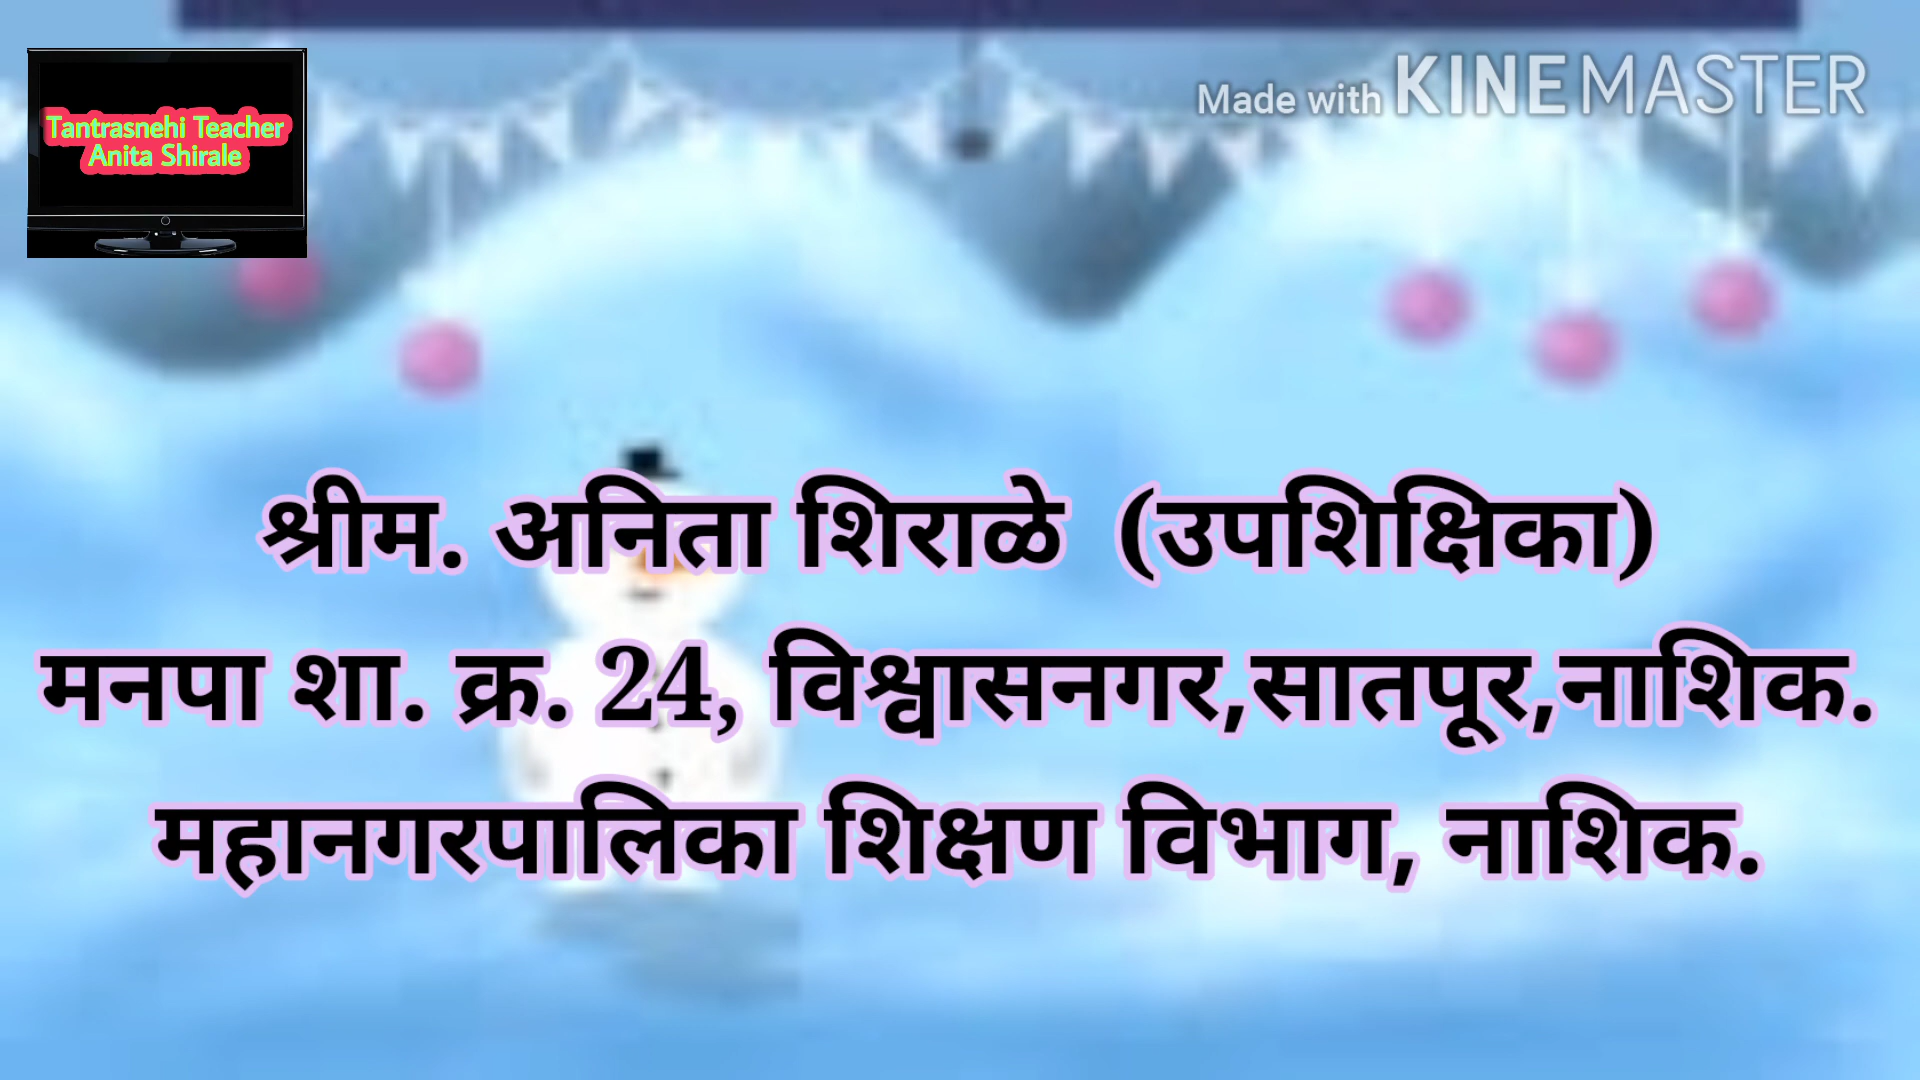 Tantrasnehi Teacher
Anita Shirale
Made with KINEMASTER
श्रीम. अनिता शिराळे (उपशिक्षिका)
मनपा शा. क्र. 24, विश्वासनगर,सातपूर,नाशिक.
महानगरपालिका शिक्षण विभाग, नाशिक.